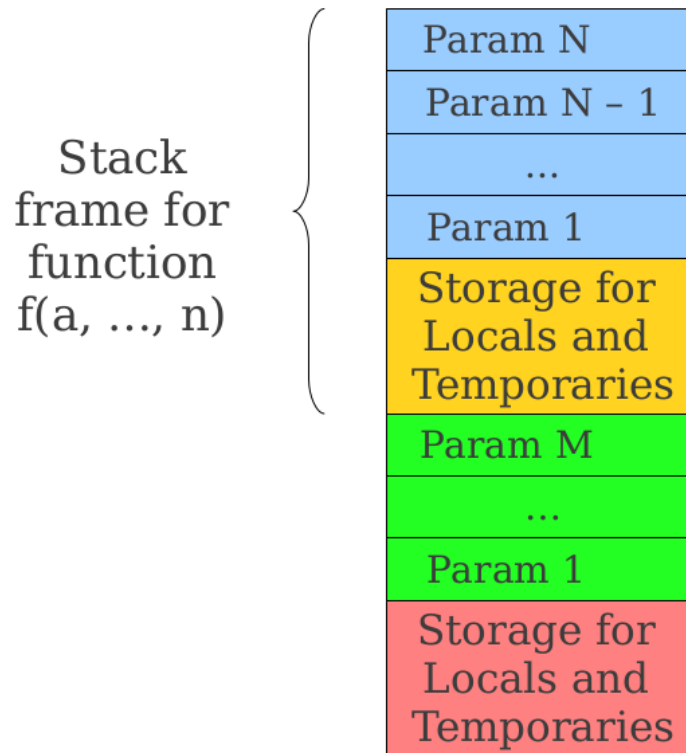 Stack
frame for
function
f(a, …, n)
Param N
Param N – 1
...
Param 1
Storage for
Locals and
Temporaries
Param M
...
Param 1
Storage for
Locals and
Temporaries